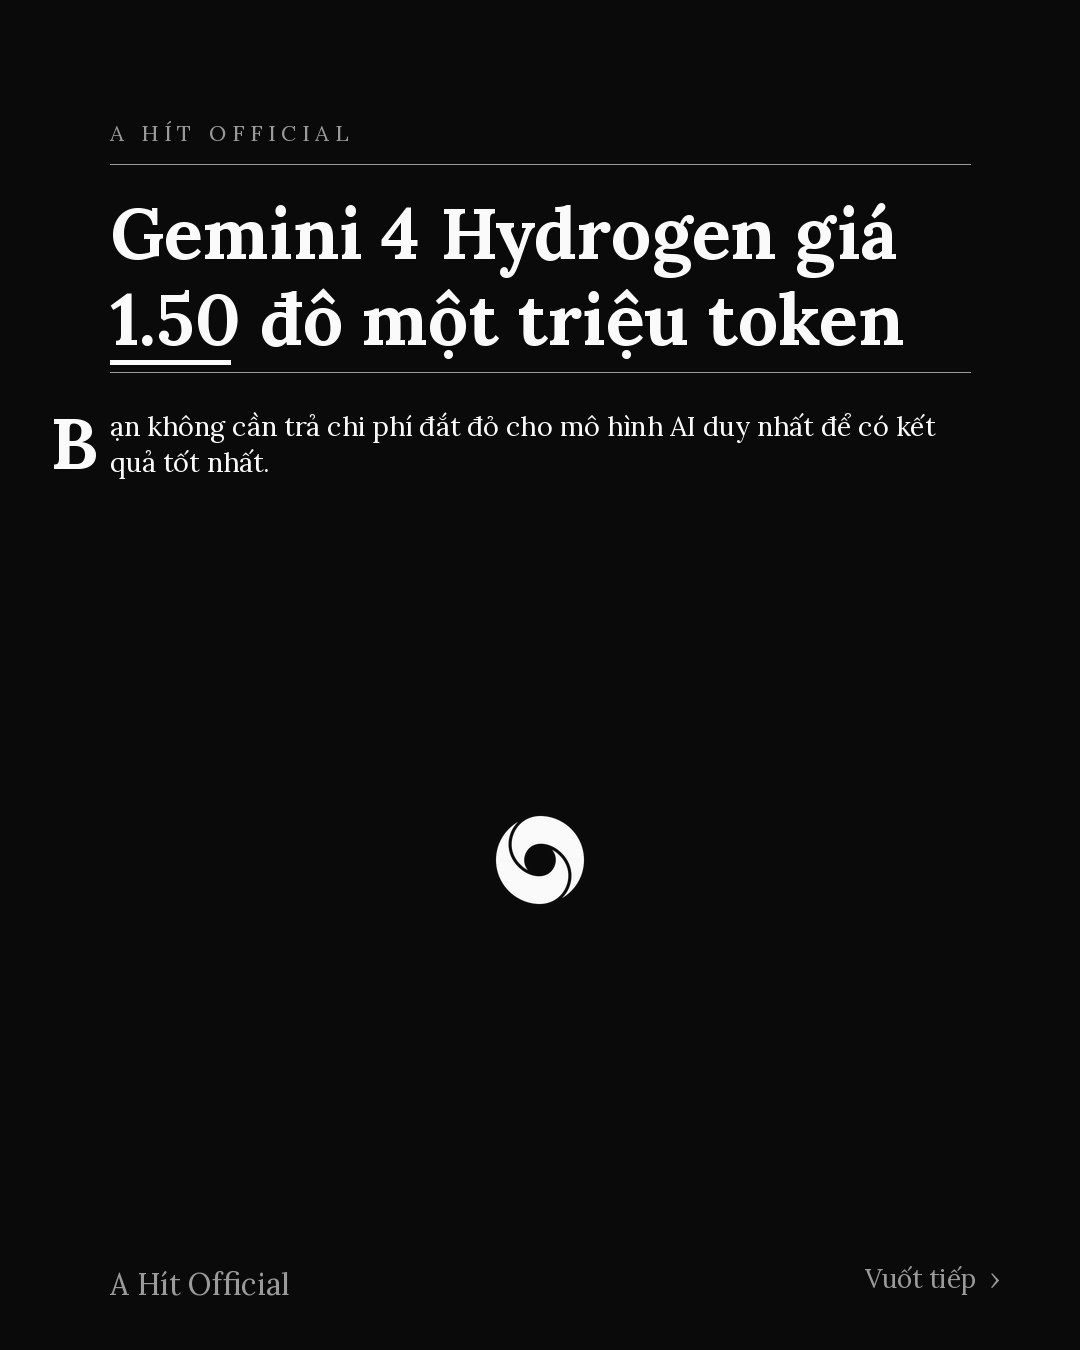 A HÍT OFFICIAL
Gemini 4 Hydrogen giá
1.50 đô một triệu token
Bạn không cần trả chi phí đắt đỏ cho mô hình AI duy nhất để có kết
quả tốt nhất.
A Hít Official
Vuốt tiếp ›